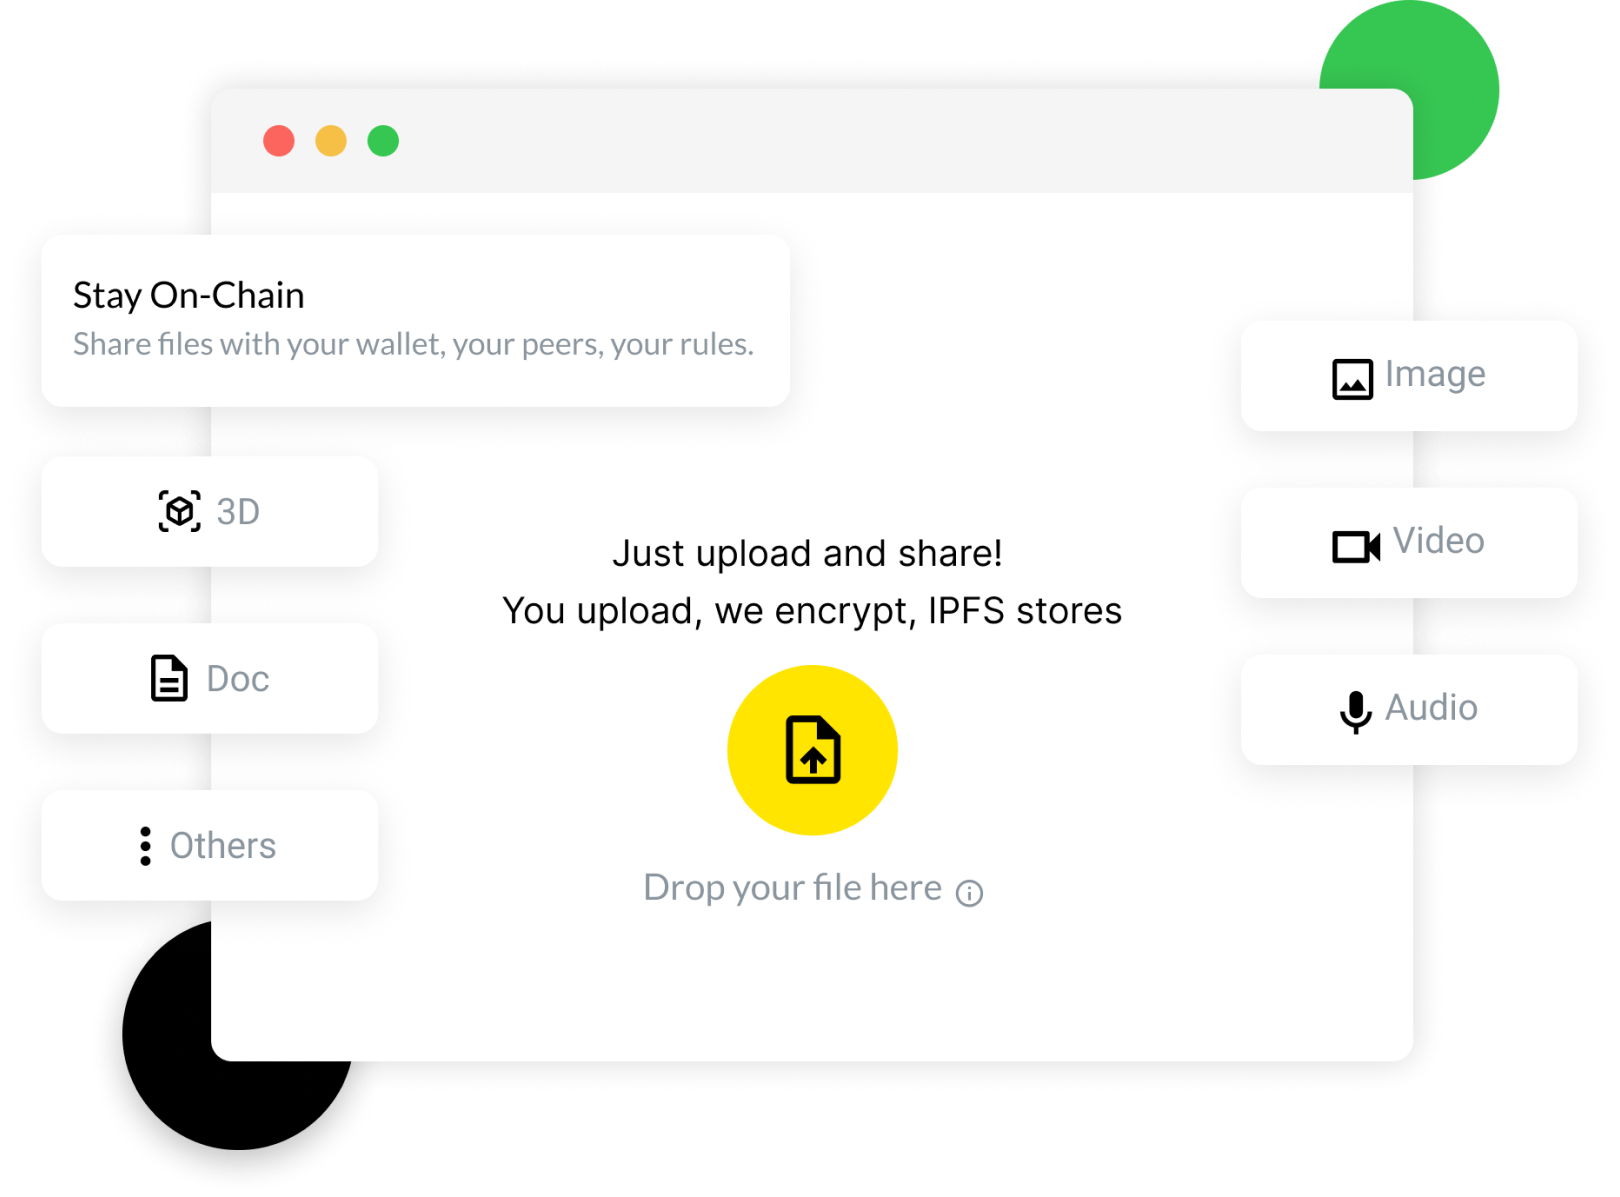 Stay On-Chain
Share files with your wallet, your peers, your rules.
3D
Doc
Others
Just upload and share!
You upload, we encrypt, IPFS stores
Drop your file here
Image
Video
Audio